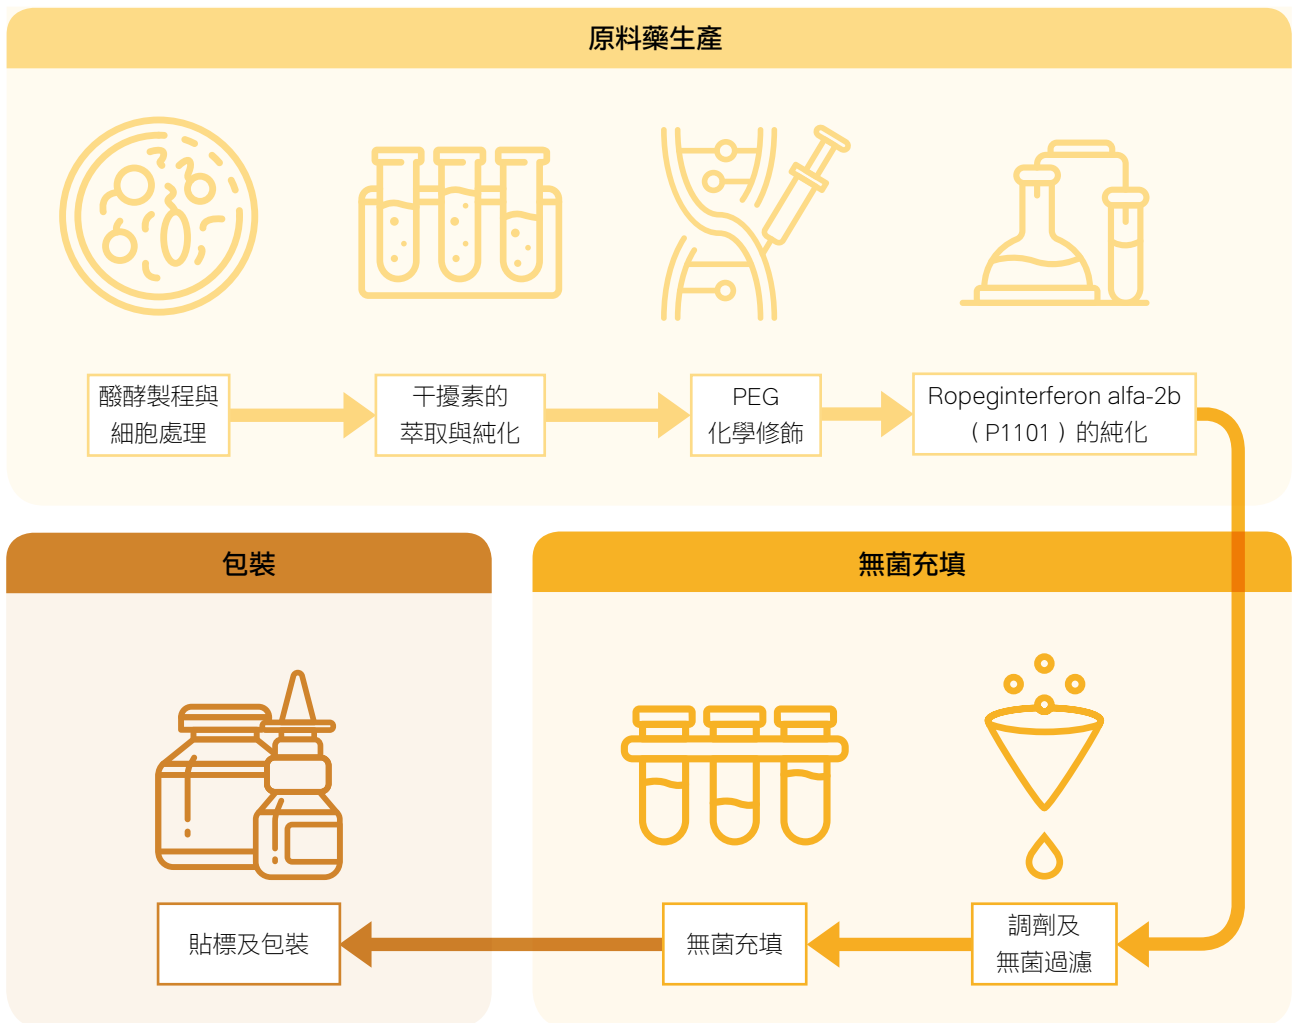 原料藥生產
醱酵製程與
細胞處理
干擾素的
萃取與純化
PEG
化學修飾
Ropeginterferon alfa-2b
（P1101）的純化
包裝
無菌充填
貼標及包裝
無菌充填
調劑及
無菌過濾